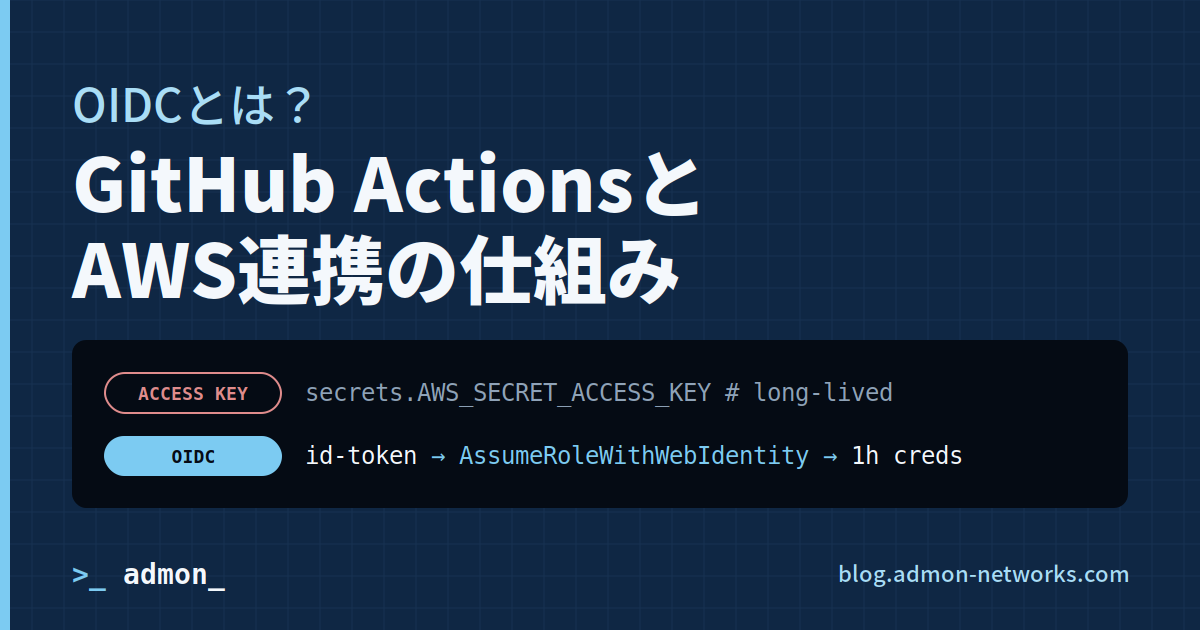 OIDCとは？
GitHub Actionsと
AWS連携の仕組み
ACCESS KEY secrets.AWS_SECRET_ACCESS_KEY # long-lived
OIDC id-token → AssumeRoleWithWebIdentity → 1h creds
>_ admon_
blog.admon-networks.com